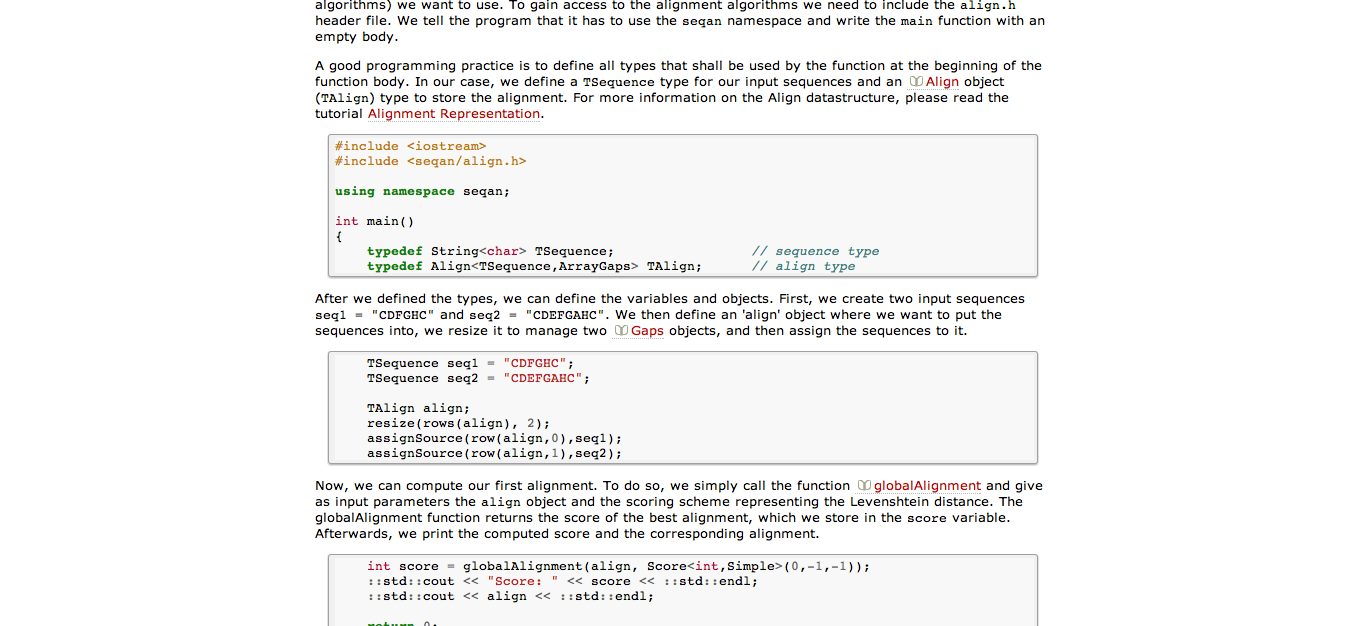 algorithms) we want to use. To gain access to the alignment algorithms we need to include the align.h
header file. We tell the program that it has to use the seqan namespace and write the main function with an
empty body.
A good programming practice is to define all types that shall be used by the function at the beginning of the
function body. In our case, we define a TSequence type for our input sequences and an Align object
(TAlign) type to store the alignment. For more information on the Align datastructure, please read the
tutorial Alignment Representation.
#include <iostream>
#include <seqan/align.h>
using namespace seqan;
int main()
{
typedef String<char> TSequence; // sequence type
typedef Align<TSequence,ArrayGaps> TAlign; // align type
After we defined the types, we can define the variables and objects. First, we create two input sequences
seq1 = "CDFGHC" and seq2 = "CDEFGAHC". We then define an 'align' object where we want to put the
sequences into, we resize it to manage two Gaps objects, and then assign the sequences to it.
TSequence seq1 = "CDFGHC";
TSequence seq2 = "CDEFGAHC";
TAlign align;
resize(rows(align), 2);
assignSource(row(align,0),seq1);
assignSource(row(align,1),seq2);
Now, we can compute our first alignment. To do so, we simply call the function globalAlignment and give
as input parameters the align object and the scoring scheme representing the Levenshtein distance. The
globalAlignment function returns the score of the best alignment, which we store in the score variable.
Afterwards, we print the computed score and the corresponding alignment.
int score = globalAlignment(align, Score<int,Simple>(0,-1,-1));
::std::cout << "Score: " << score << ::std::endl;
::std::cout << align << ::std::endl;
return 0;